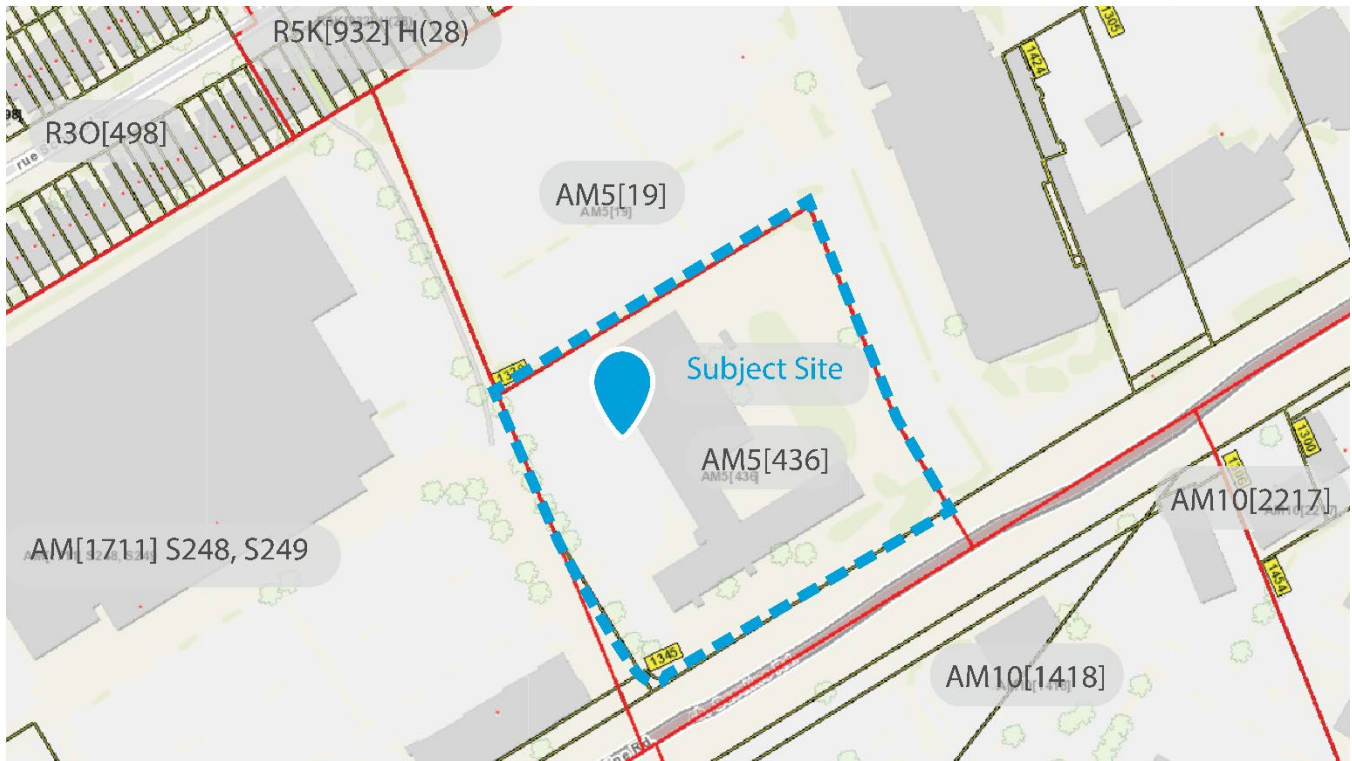 R5K[932] H(28)
1305
1424
R3O[498]
AM5[19]
AM5[19]
Subject Site
AM5[436]
AM5[436]
1300
AM10[2217]
AM[1711] S248, S249
1454
1345
AM10[1418]